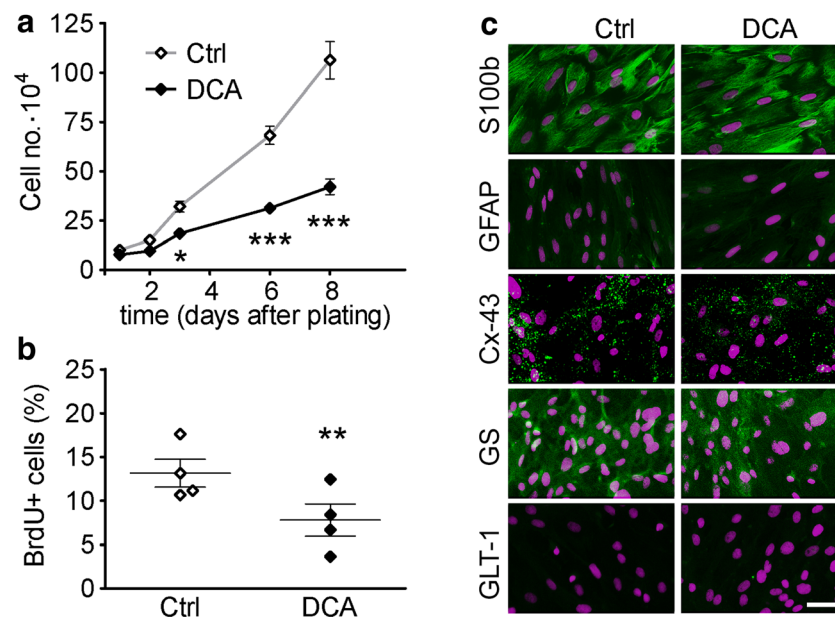 a
125
100
75
50
25
0
Cell no.·10⁴
Ctrl
DCA
*
***
***
2 4 6 8
time (days after plating)
b
25
20
15
10
5
0
BrdU+ cells (%)
**
Ctrl DCA
c
Ctrl DCA
S100b
GFAP
Cx-43
GS
GLT-1